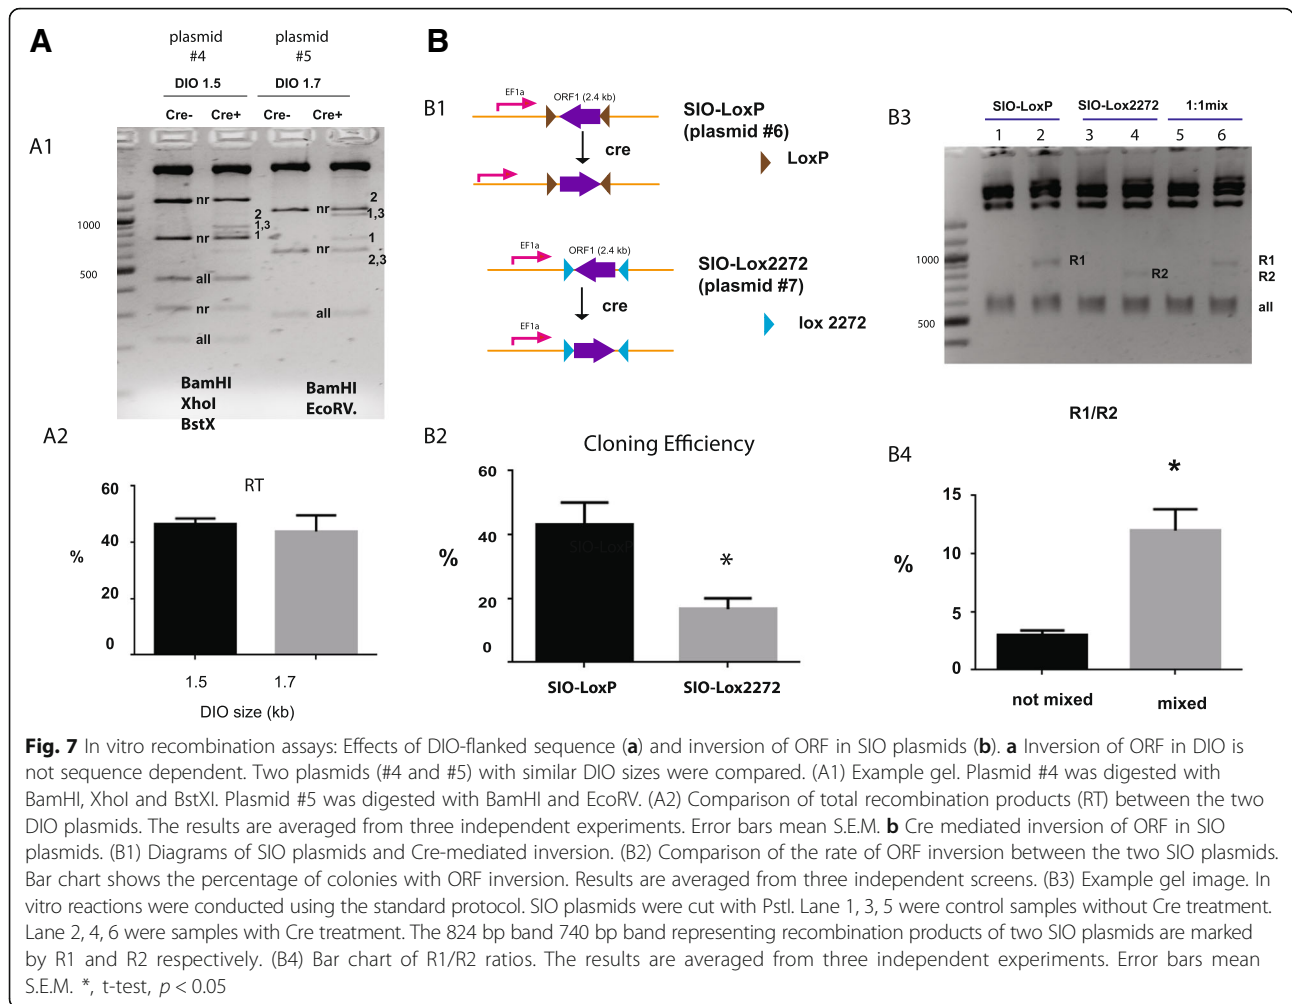 A
plasmid
#4
plasmid
#5
DIO 1.5
DIO 1.7
Cre-
Cre+
Cre-
Cre+
A1
1000
500
nr
nr
all
nr
all
2
1,3
1
nr
nr
all
2
1,3
1
2,3
BamHI
XhoI
BstX
BamHI
EcoRV.
A2
RT
60
40
20
0
%
1.5
1.7
DIO size (kb)
B
B1
EF1a
ORF1 (2.4 kb)
cre
SIO-LoxP
(plasmid #6)
LoxP
EF1a
ORF1 (2.4 kb)
cre
EF1a
SIO-Lox2272
(plasmid #7)
lox 2272
B2
Cloning Efficiency
60
40
20
0
%
SIO-LoxP
*
SIO-LoxP
SIO-Lox2272
B3
SIO-LoxP
SIO-Lox2272
1:1mix
1 2 3 4 5 6
1000
500
R1
R2
R1
R2
all
R1/R2
B4
15
10
5
0
%
*
not mixed
mixed
Fig. 7 In vitro recombination assays: Effects of DIO-flanked sequence (a) and inversion of ORF in SIO plasmids (b). a Inversion of ORF in DIO is
not sequence dependent. Two plasmids (#4 and #5) with similar DIO sizes were compared. (A1) Example gel. Plasmid #4 was digested with
BamHI, XhoI and BstXI. Plasmid #5 was digested with BamHI and EcoRV. (A2) Comparison of total recombination products (RT) between the two
DIO plasmids. The results are averaged from three independent experiments. Error bars mean S.E.M. b Cre mediated inversion of ORF in SIO
plasmids. (B1) Diagrams of SIO plasmids and Cre-mediated inversion. (B2) Comparison of the rate of ORF inversion between the two SIO plasmids.
Bar chart shows the percentage of colonies with ORF inversion. Results are averaged from three independent screens. (B3) Example gel image. In
vitro reactions were conducted using the standard protocol. SIO plasmids were cut with PstI. Lane 1, 3, 5 were control samples without Cre treatment.
Lane 2, 4, 6 were samples with Cre treatment. The 824 bp band 740 bp band representing recombination products of two SIO plasmids are marked
by R1 and R2 respectively. (B4) Bar chart of R1/R2 ratios. The results are averaged from three independent experiments. Error bars mean
S.E.M. *, t-test, p < 0.05